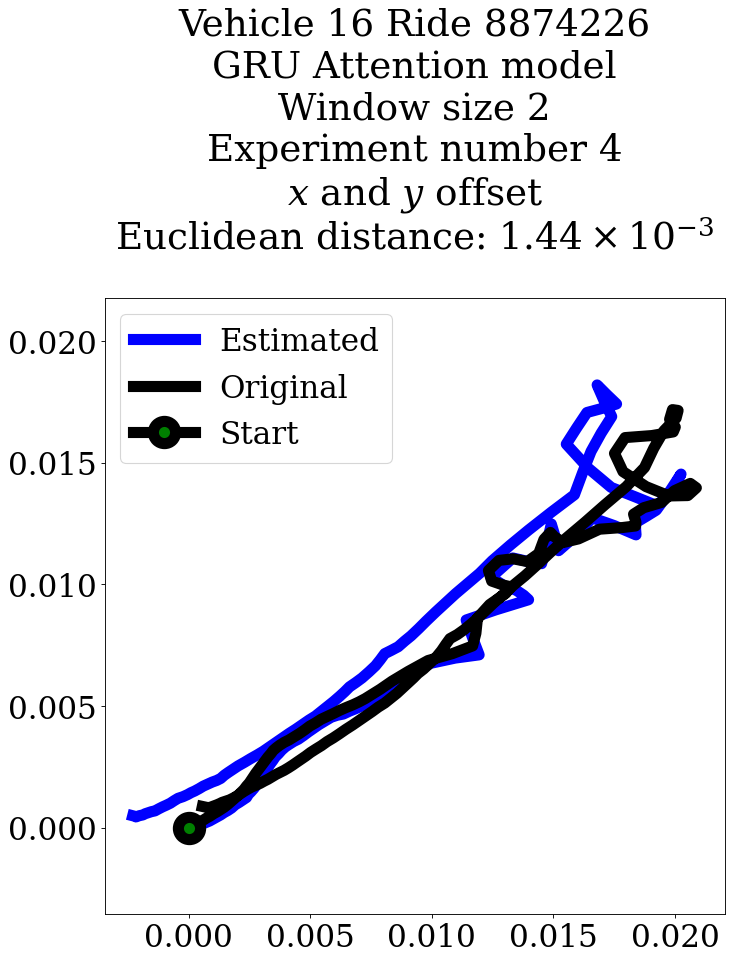 Vehicle 16 Ride 8874226
GRU Attention model
Window size 2
Experiment number 4
x and y offset
Euclidean distance: 1.44 × 10⁻³
Estimated
Original
Start
0.020
0.015
0.010
0.005
0.000
0.000 0.005 0.010 0.015 0.020